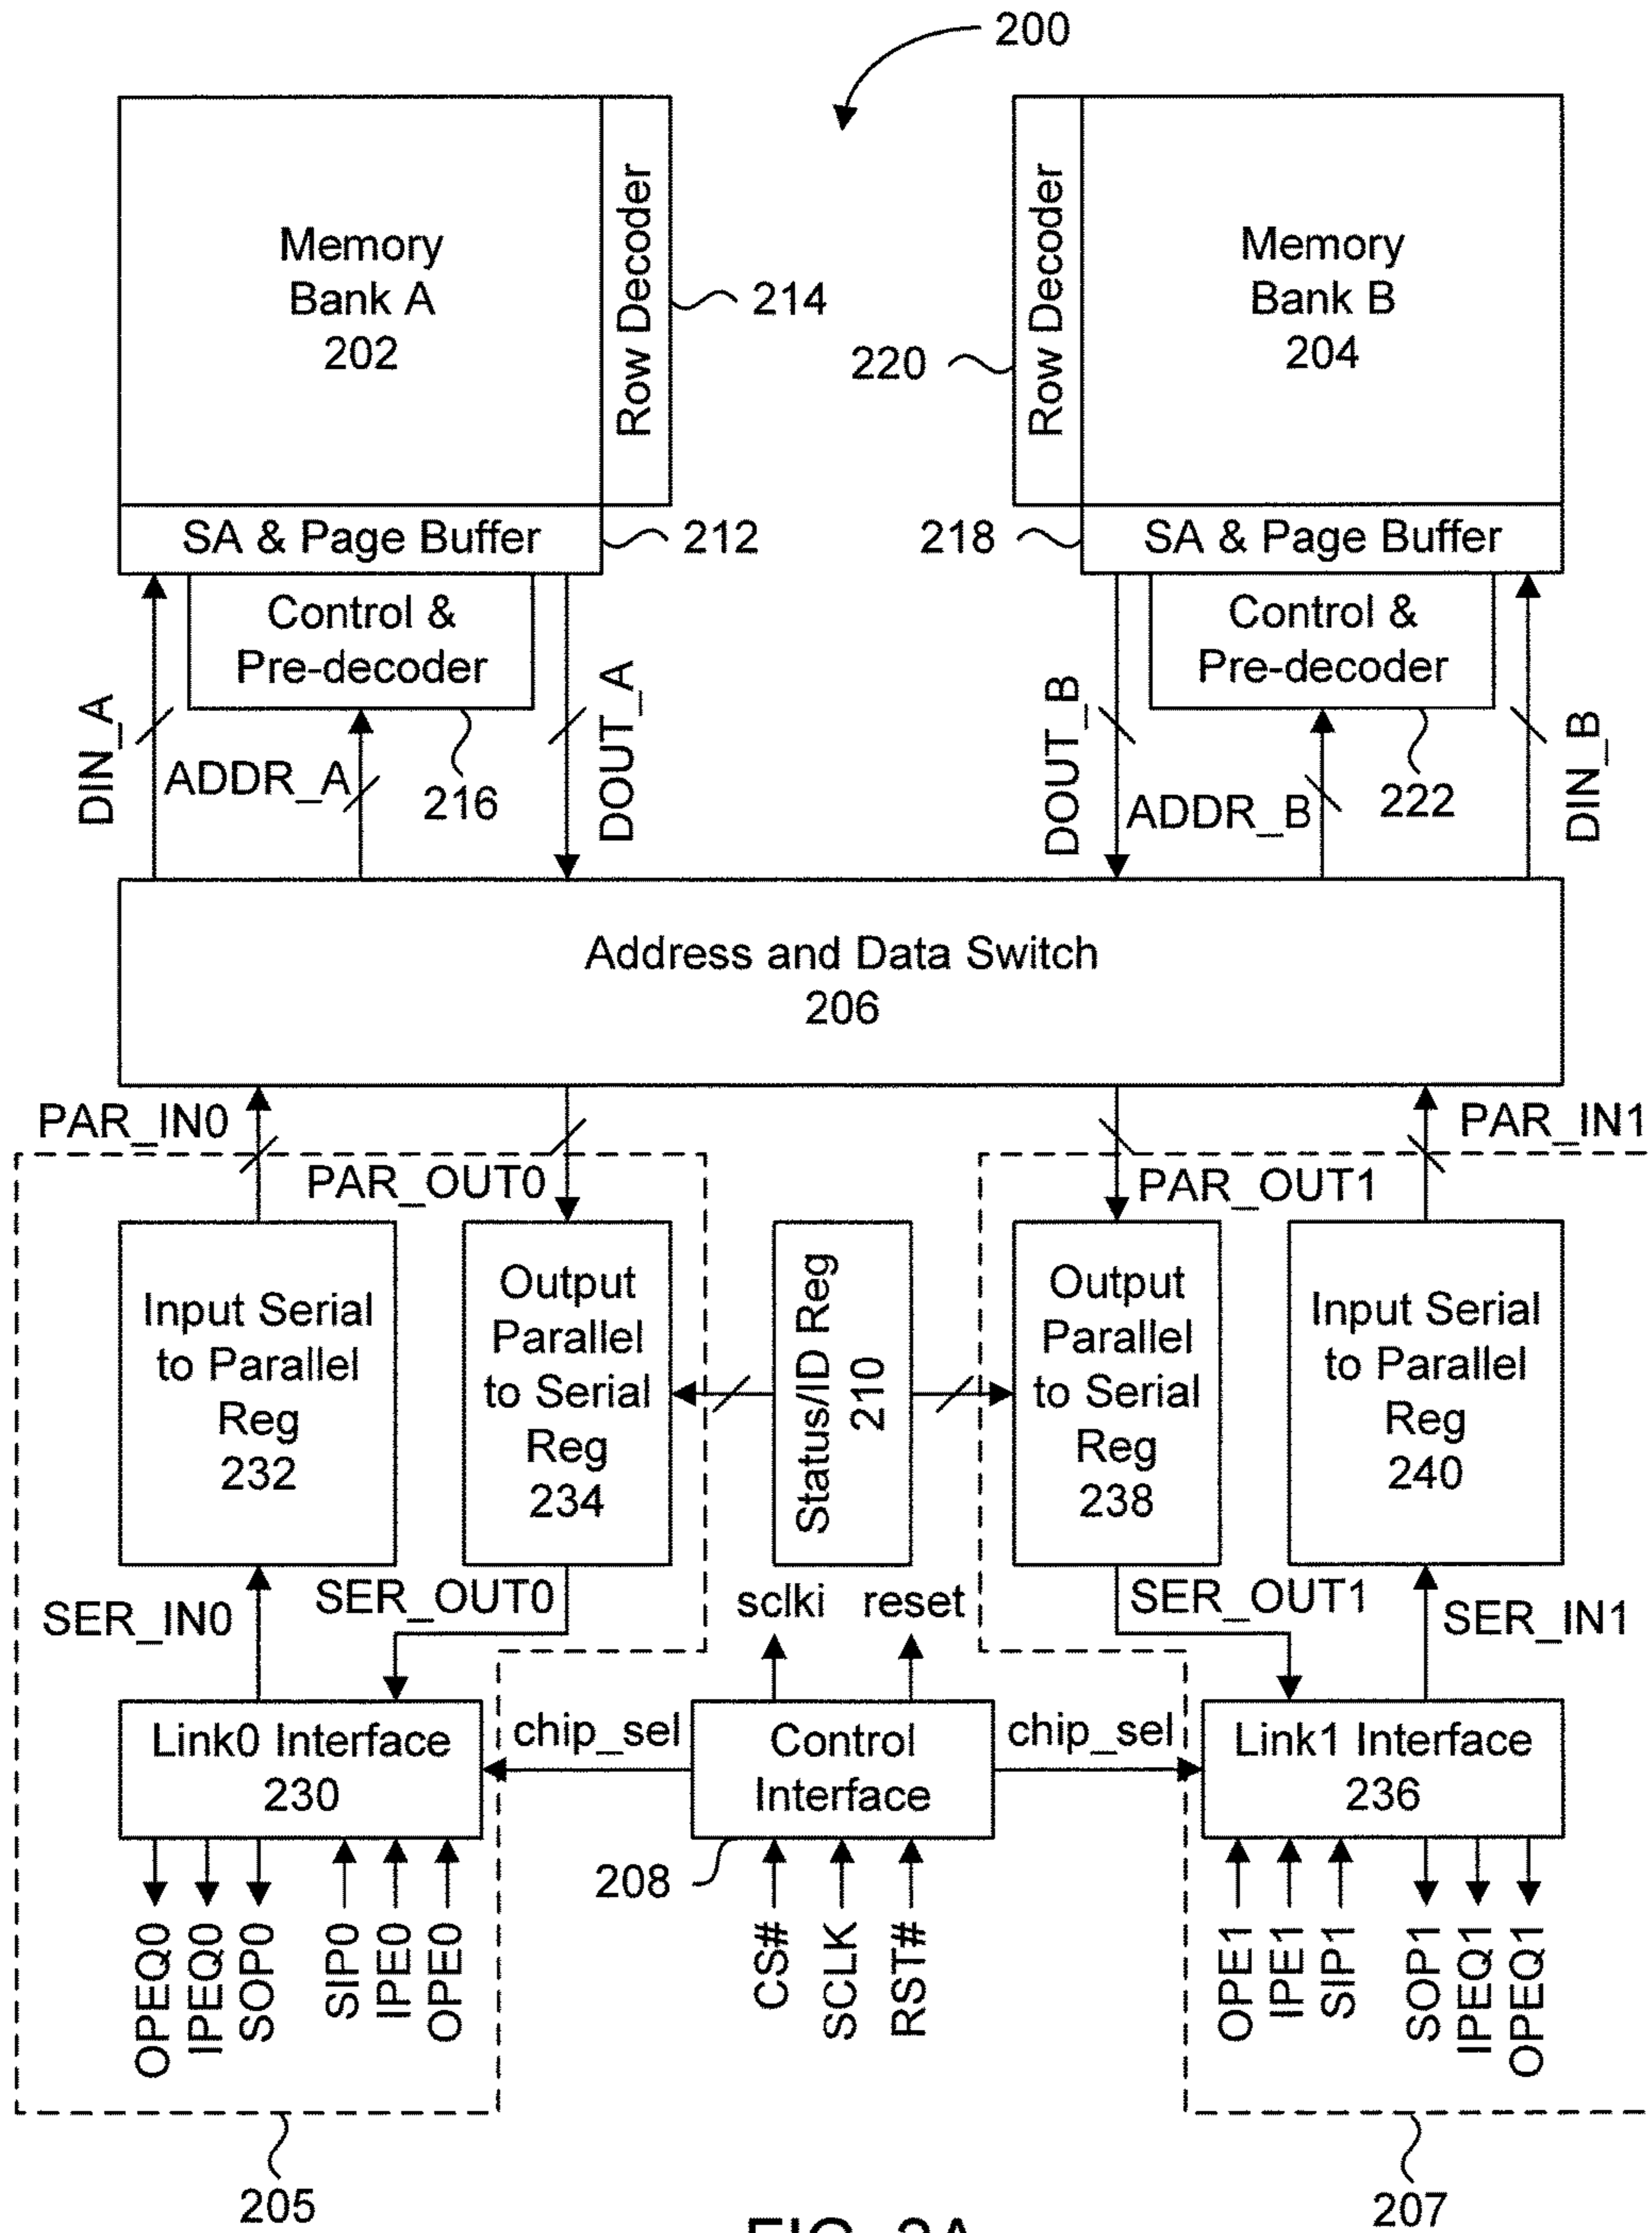 200
Memory
Bank A
202
Row Decoder
214
Row Decoder
220
Memory
Bank B
204
SA & Page Buffer
212
218
SA & Page Buffer
Control &
Pre-decoder
216
Control &
Pre-decoder
222
DIN_A
ADDR_A
DOUT_A
DOUT_B
ADDR_B
DIN_B
Address and Data Switch
206
PAR_IN0
PAR_OUT0
PAR_OUT1
PAR_IN1
Input Serial
to Parallel
Reg
232
Output
Parallel
to Serial
Reg
234
Status/ID Reg
210
Output
Parallel
to Serial
Reg
238
Input Serial
to Parallel
Reg
240
SER_IN0
SER_OUT0
sclki
reset
SER_OUT1
SER_IN1
Link0 Interface
230
chip_sel
Control
Interface
208
chip_sel
Link1 Interface
236
OPEQ0
IPEQ0
SOP0
SIP0
IPE0
OPE0
CS#
SCLK
RST#
OPE1
IPE1
SIP1
SOP1
IPEQ1
OPEQ1
205
207